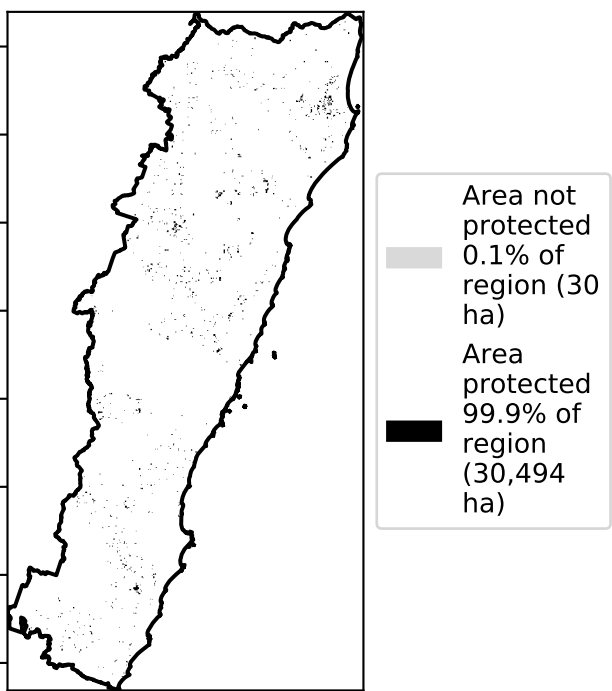 Area not
protected
0.1% of
region (30
ha)
Area
protected
99.9% of
region
(30,494
ha)